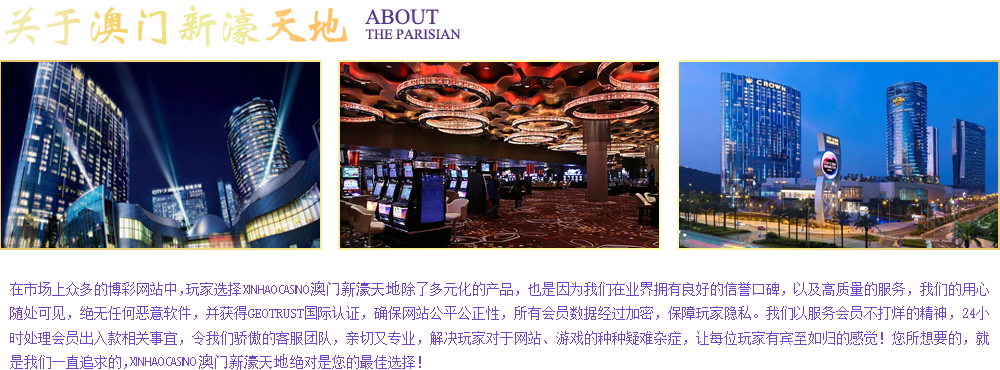 关于澳门新濠天地
ABOUT
THE PARISIAN
CROWN
CITY OF DREAMS 新濠天地
CROWN
在市场上众多的博彩网站中,玩家选择XINHAOCASINO澳门新濠天地除了多元化的产品，也是因为我们在业界拥有良好的信誉口碑，以及高质量的服务，我们的用心
随处可见，绝无任何恶意软件，并获得GEOTRUST国际认证，确保网站公平公正性，所有会员数据经过加密，保障玩家隐私。我们以服务会员不打烊的精神，24小
时处理会员出入款相关事宜，令我们骄傲的客服团队，亲切又专业，解决玩家对于网站、游戏的种种疑难杂症，让每位玩家有宾至如归的感觉！您所想要的，就
是我们一直追求的,XINHAOCASINO澳门新濠天地绝对是您的最佳选择！